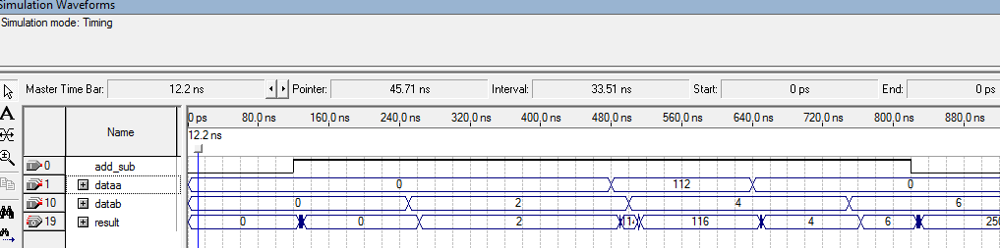 Simulation Waveforms
Simulation mode: Timing
Master Time Bar: 12.2 ns Pointer: 45.71 ns Interval: 33.51 ns Start: 0 ps End: 0 ps
Name 0 ps 80.0 ns 160.0 ns 240.0 ns 320.0 ns 400.0 ns 480.0 ns 560.0 ns 640.0 ns 720.0 ns 800.0 ns 880.0 ns
12.2 ns
0 add_sub
1 dataa 0 112 0
10 datab 0 2 4 6
19 result 0 0 2 116 4 6 250